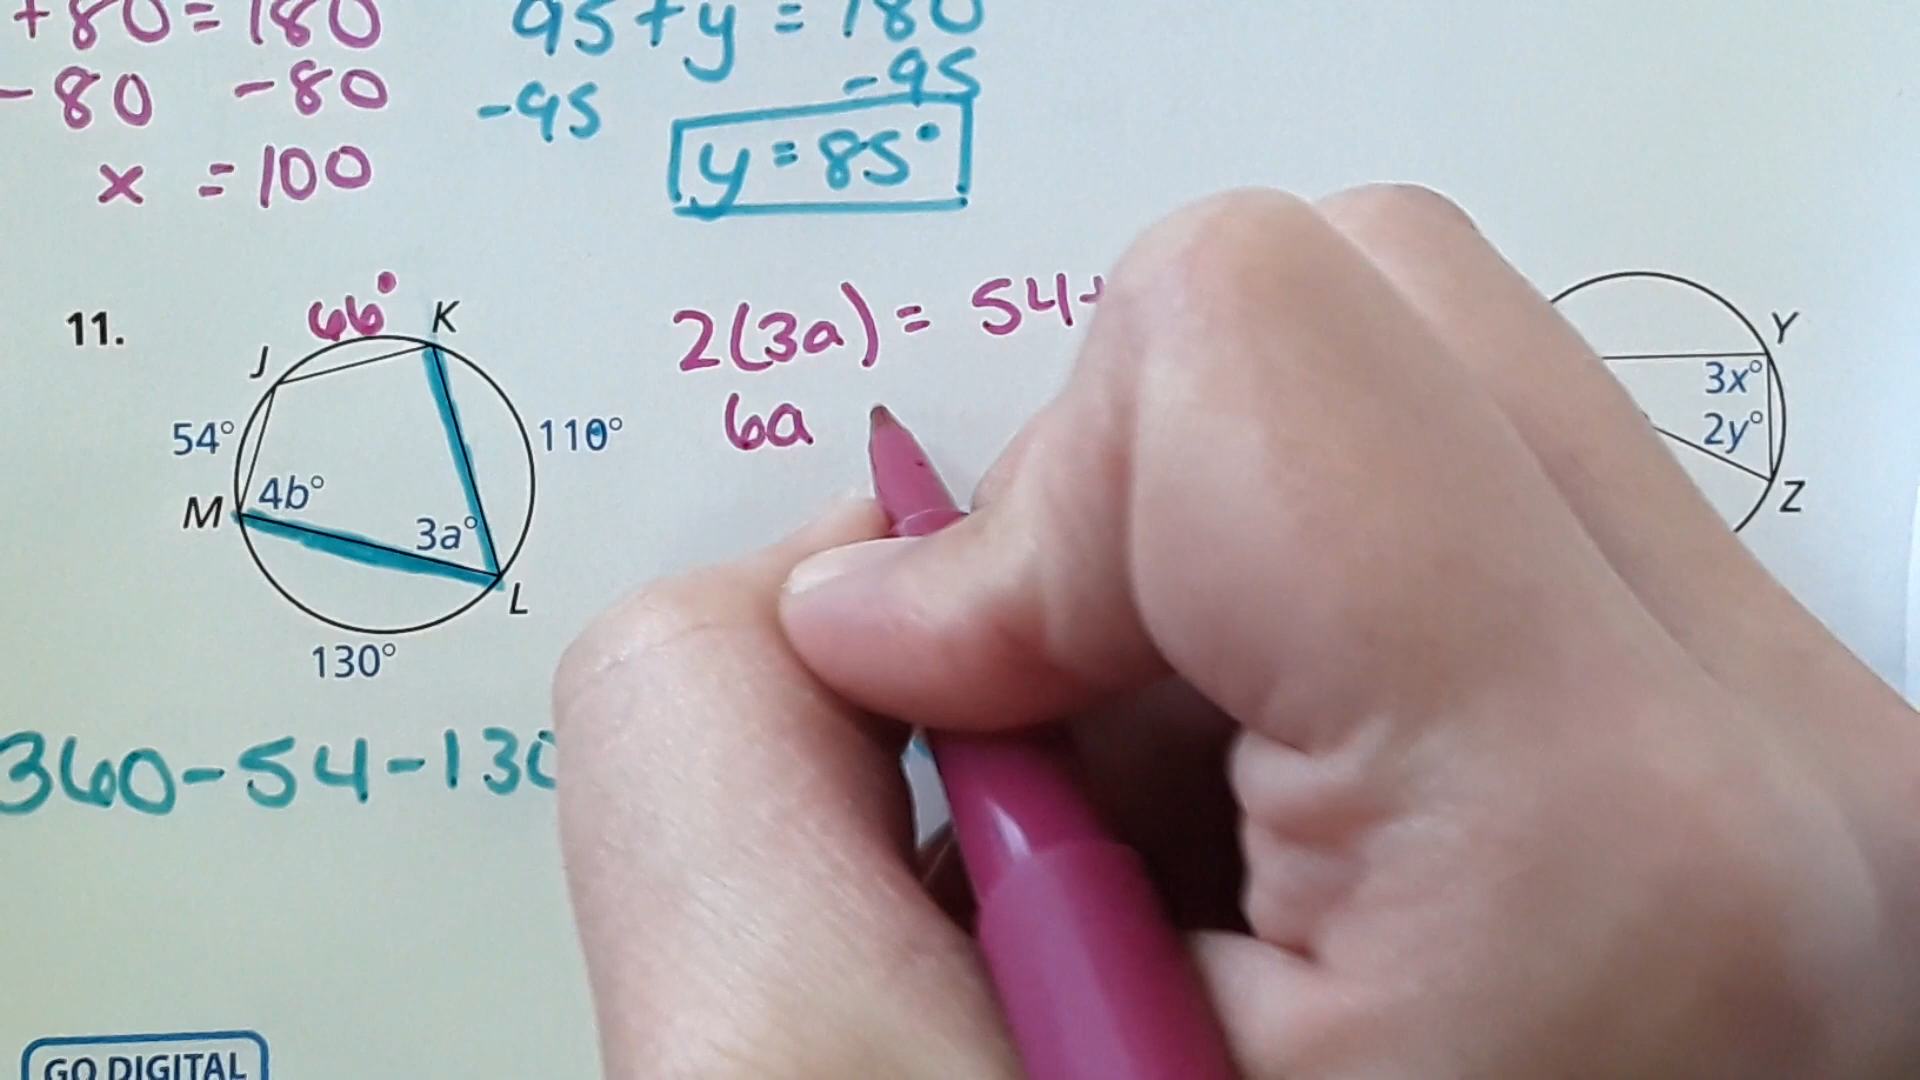 +80=180
-80 -80
x = 100
95+y = 180
-95 -95
y = 85°
11.
66°
J
K
54°
110°
M
4b°
3a°
L
130°
360-54-130
2(3a) = 54+
6a
Y
3x°
2y°
Z
GO DIGITAL